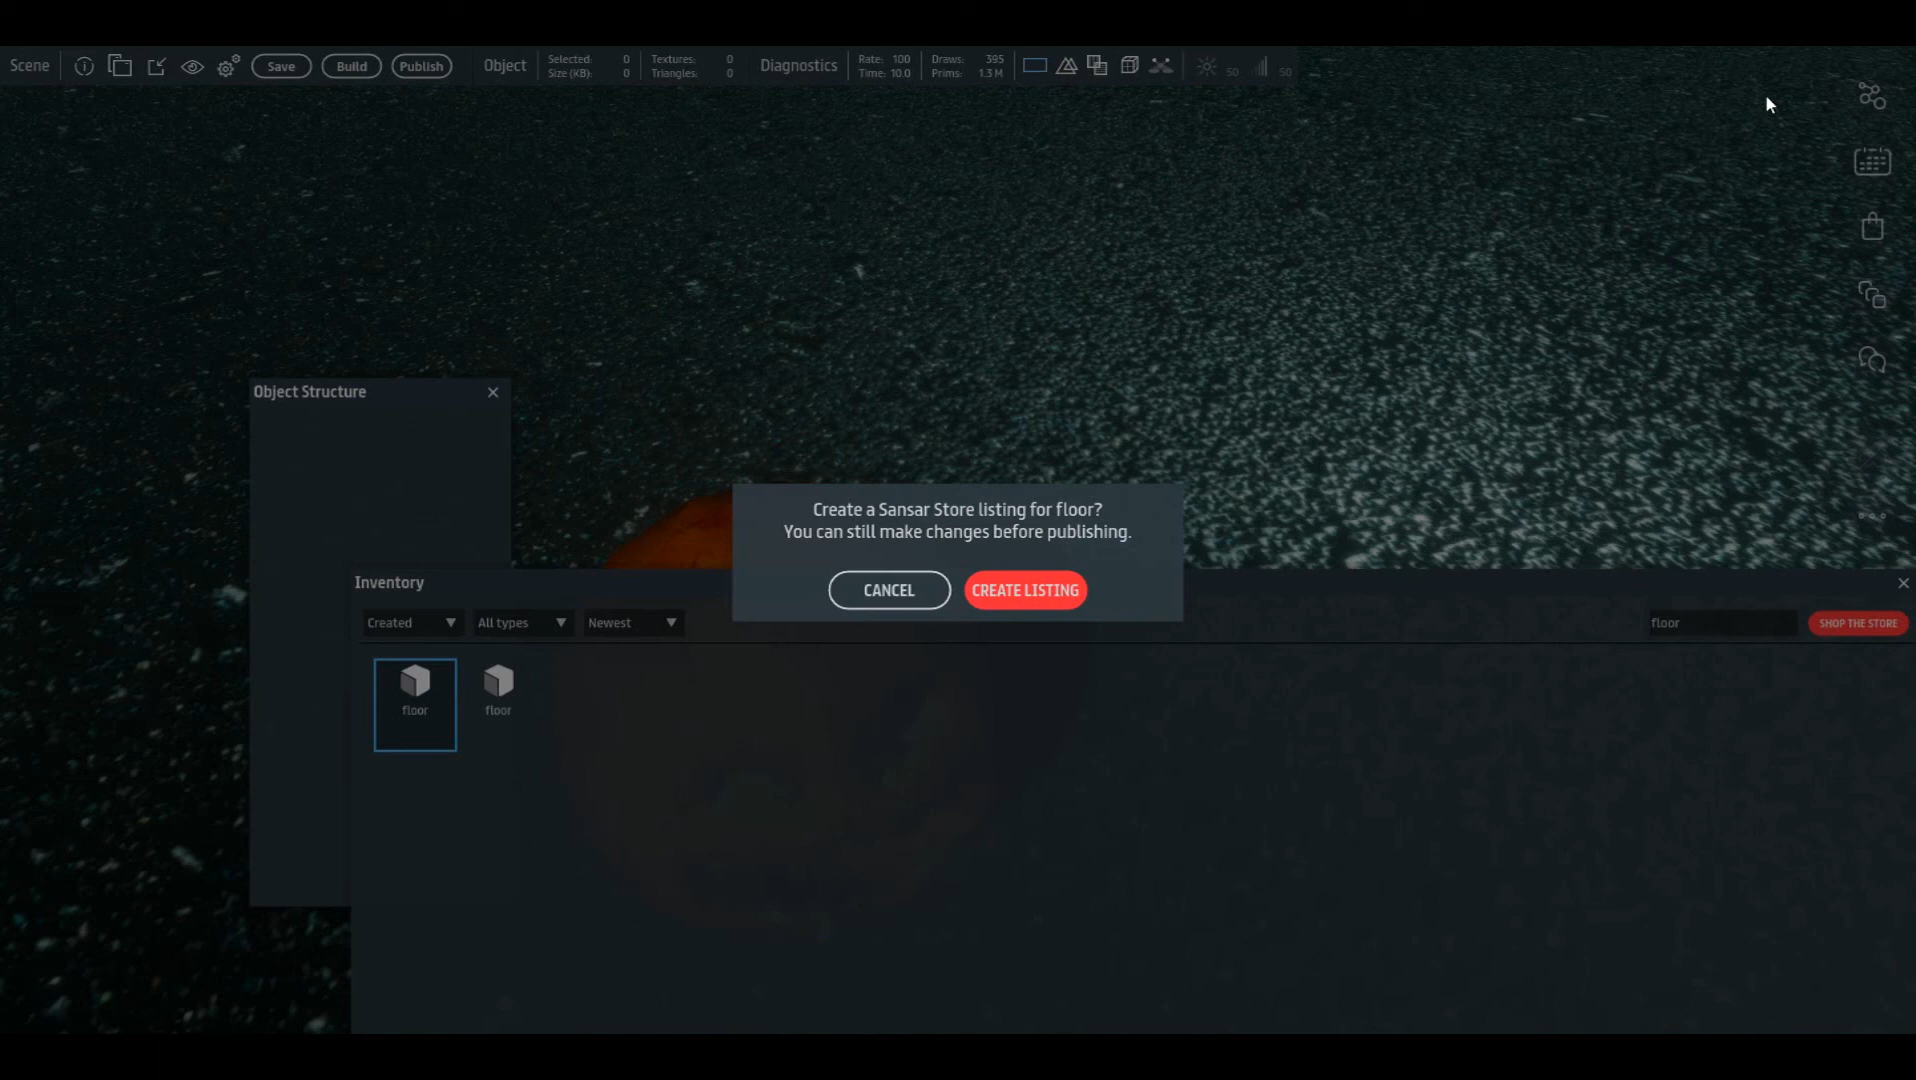 Scene Save Build Publish Object Selected: 0 Textures: 0 Diagnostics Rate: 100 Draws: 395
Size (KB): 0 Triangles: 0 Time: 10.0 Prims: 1.3 M 50 50
Object Structure
Create a Sansar Store listing for floor?
You can still make changes before publishing.
CANCEL CREATE LISTING
Inventory
Created All types Newest floor SHOP THE STORE
floor floor